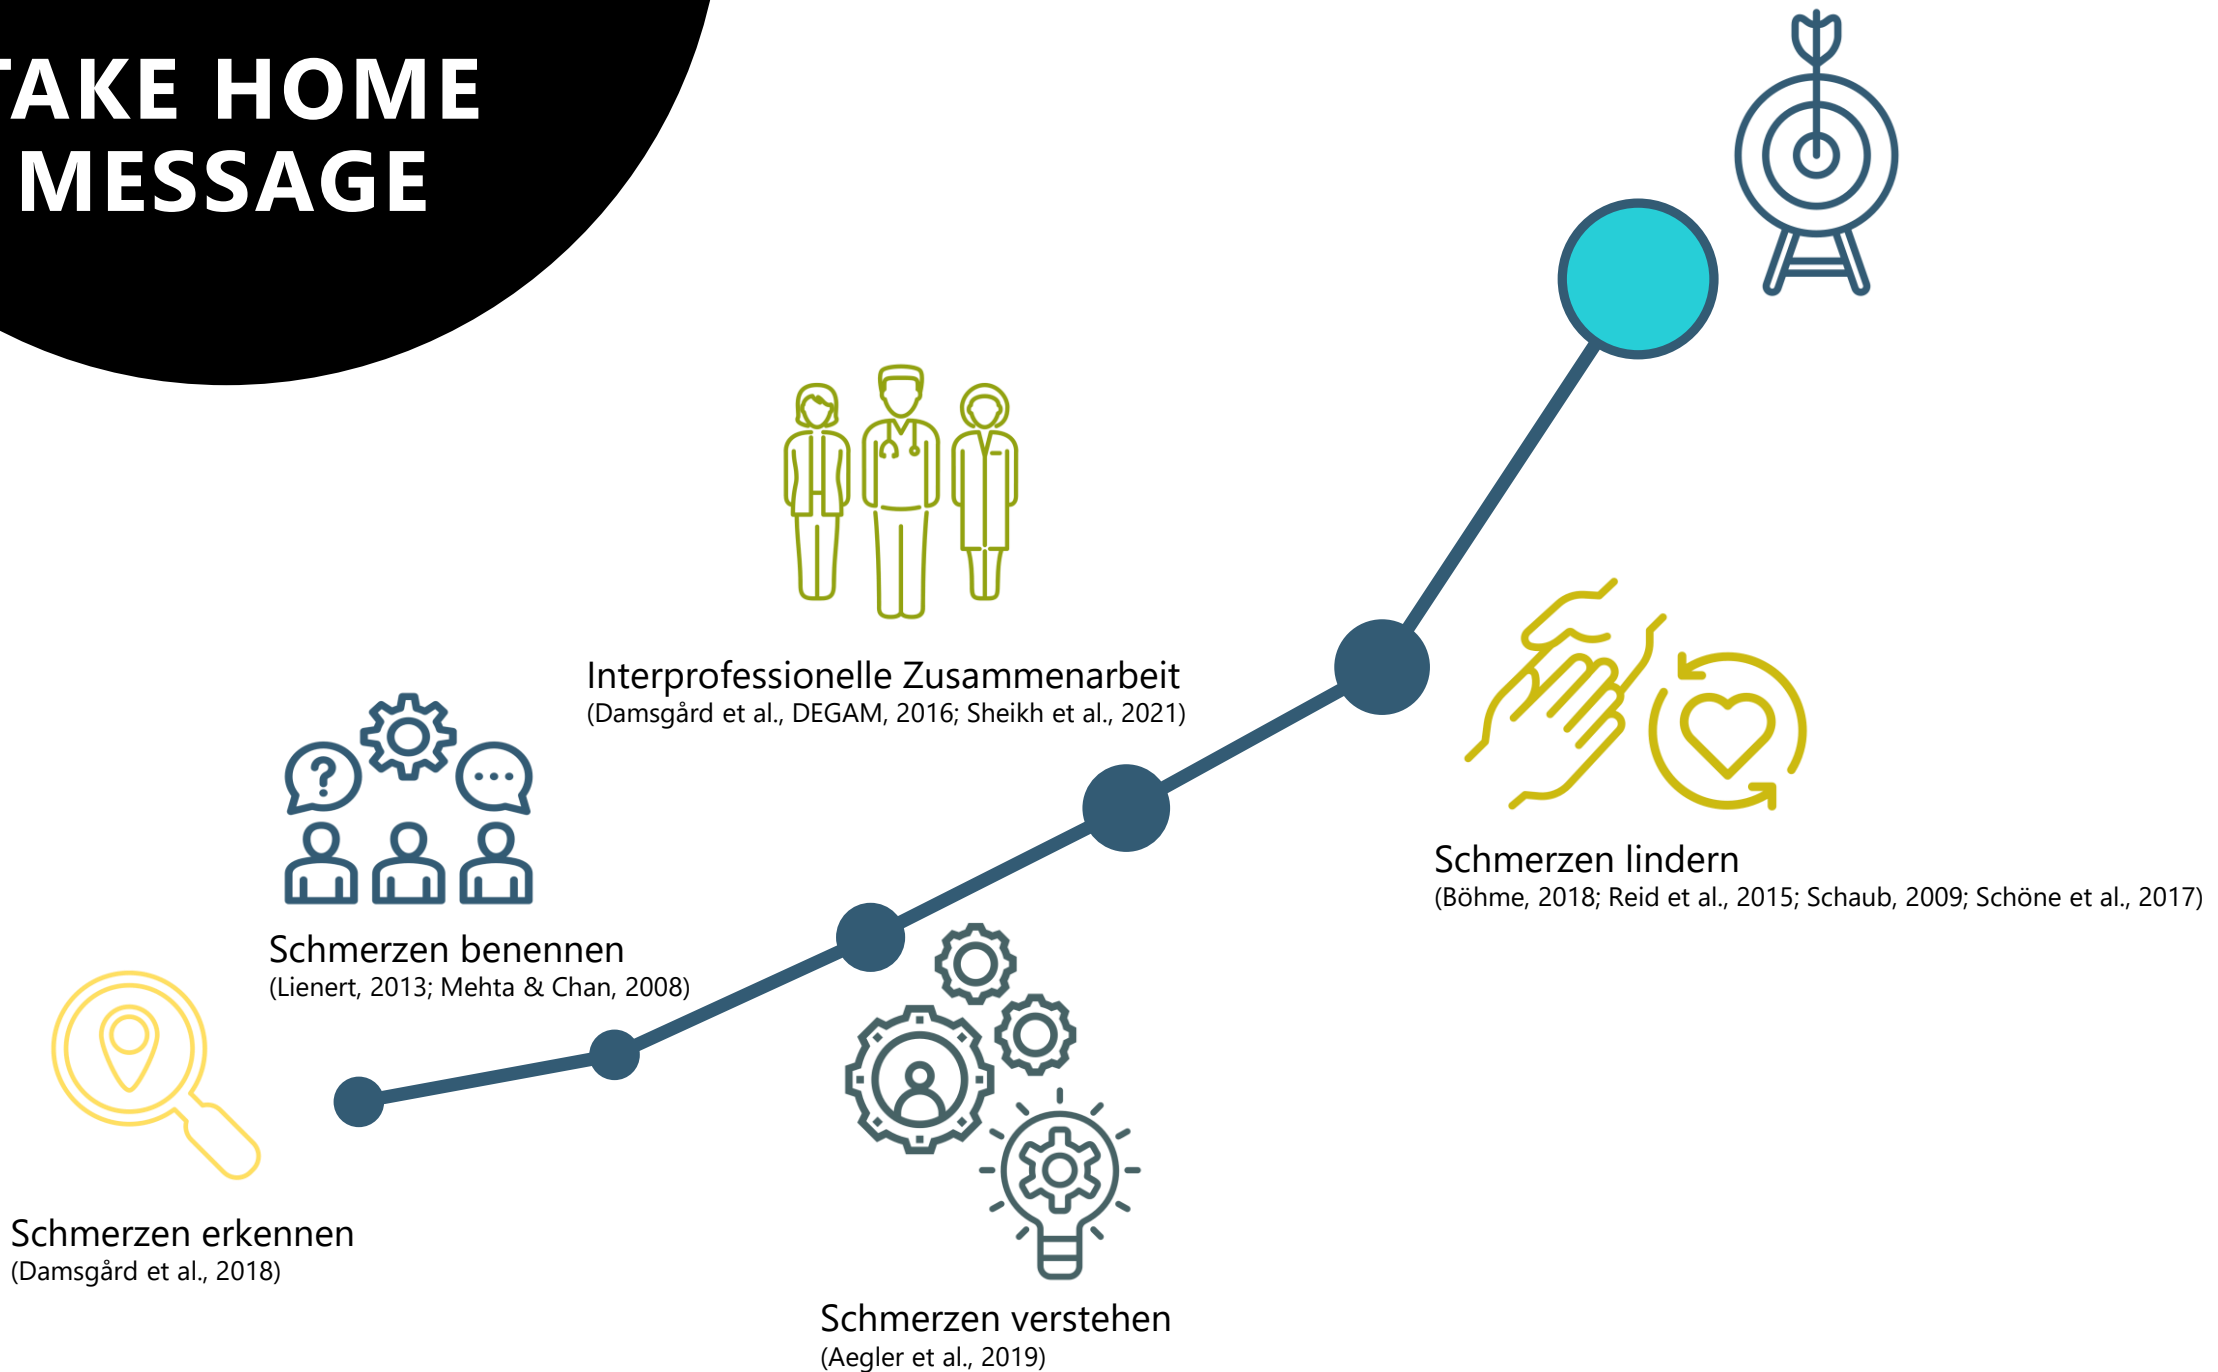 TAKE HOME
MESSAGE
Interprofessionelle Zusammenarbeit
(Damsgård et al., DEGAM, 2016; Sheikh et al., 2021)
Schmerzen lindern
(Böhme, 2018; Reid et al., 2015; Schaub, 2009; Schöne et al., 2017)
Schmerzen benennen
(Lienert, 2013; Mehta & Chan, 2008)
Schmerzen erkennen
(Damsgård et al., 2018)
Schmerzen verstehen
(Aegler et al., 2019)